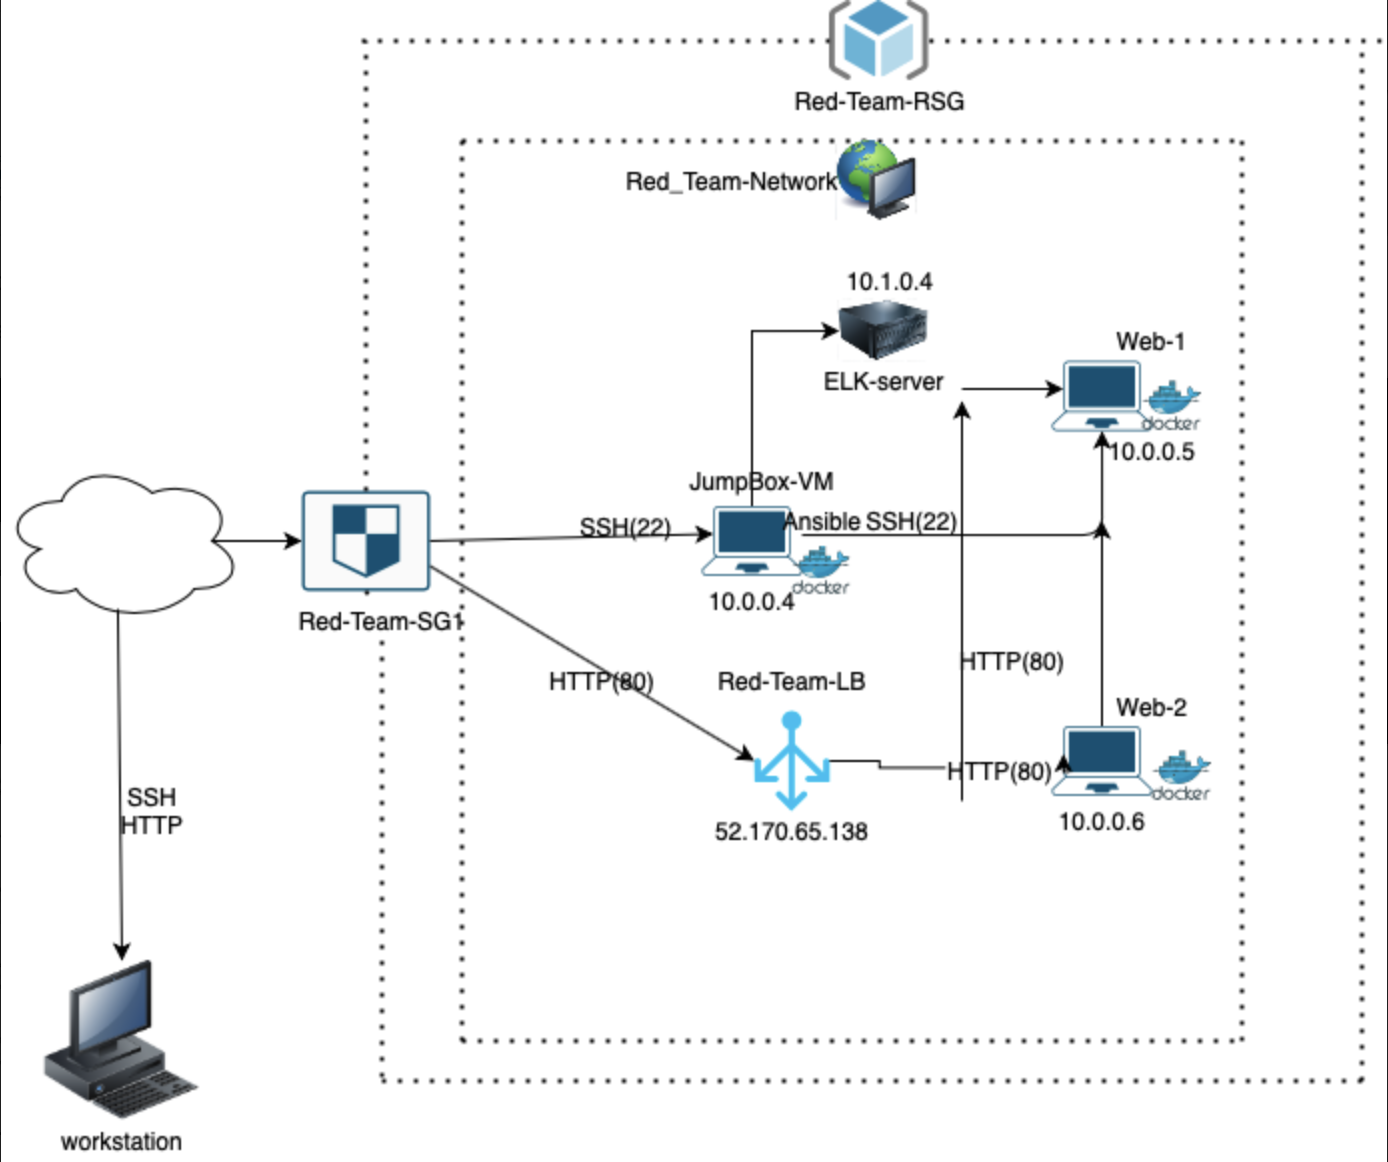 Red-Team-RSG
Red_Team-Network
10.1.0.4
ELK-server
Web-1
docker
10.0.0.5
JumpBox-VM
SSH(22)
Ansible SSH(22)
docker
10.0.0.4
Red-Team-SG1
HTTP(80)
HTTP(80)
Red-Team-LB
Web-2
HTTP(80)
docker
52.170.65.138
10.0.0.6
SSH
HTTP
workstation